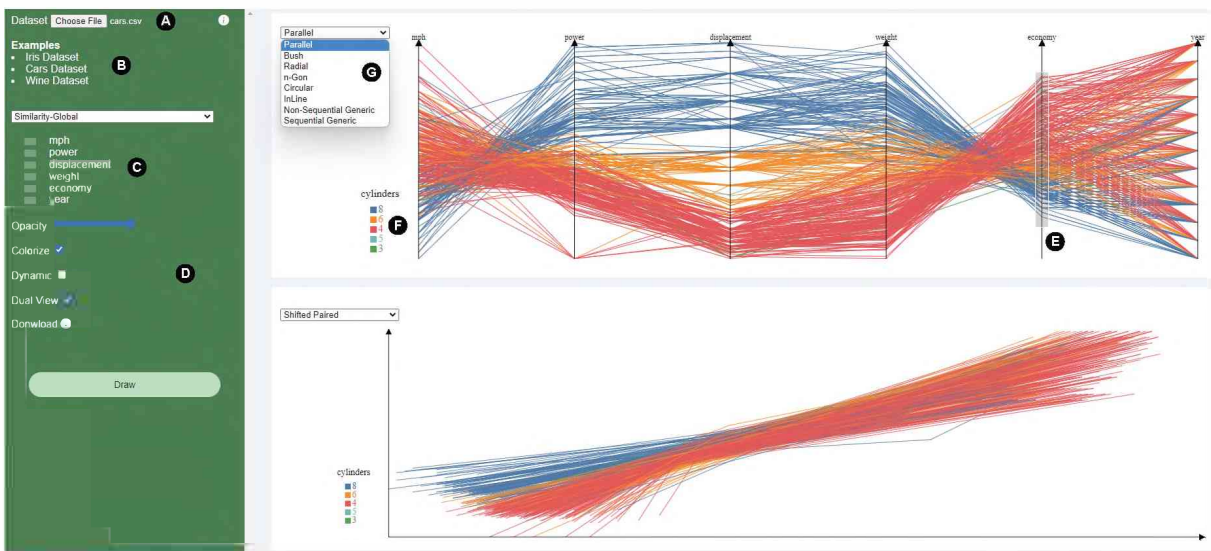 Dataset Choose File cars.csv A i
Examples
Iris Dataset
Cars Dataset
Wine Dataset
B
Similarity-Global
mph
power
displacement
weight
economy
year
C
Opacity
Colorize
Dynamic
D
Dual View
Donwload
Draw
Parallel
Parallel
Bush
Radial
n-Gon
Circular
InLine
Non-Sequential Generic
Sequential Generic
G
mph power displacement weight economy year
cylinders
8
6
4
5
3
F
E
Shifted Paired
cylinders
8
6
4
5
3